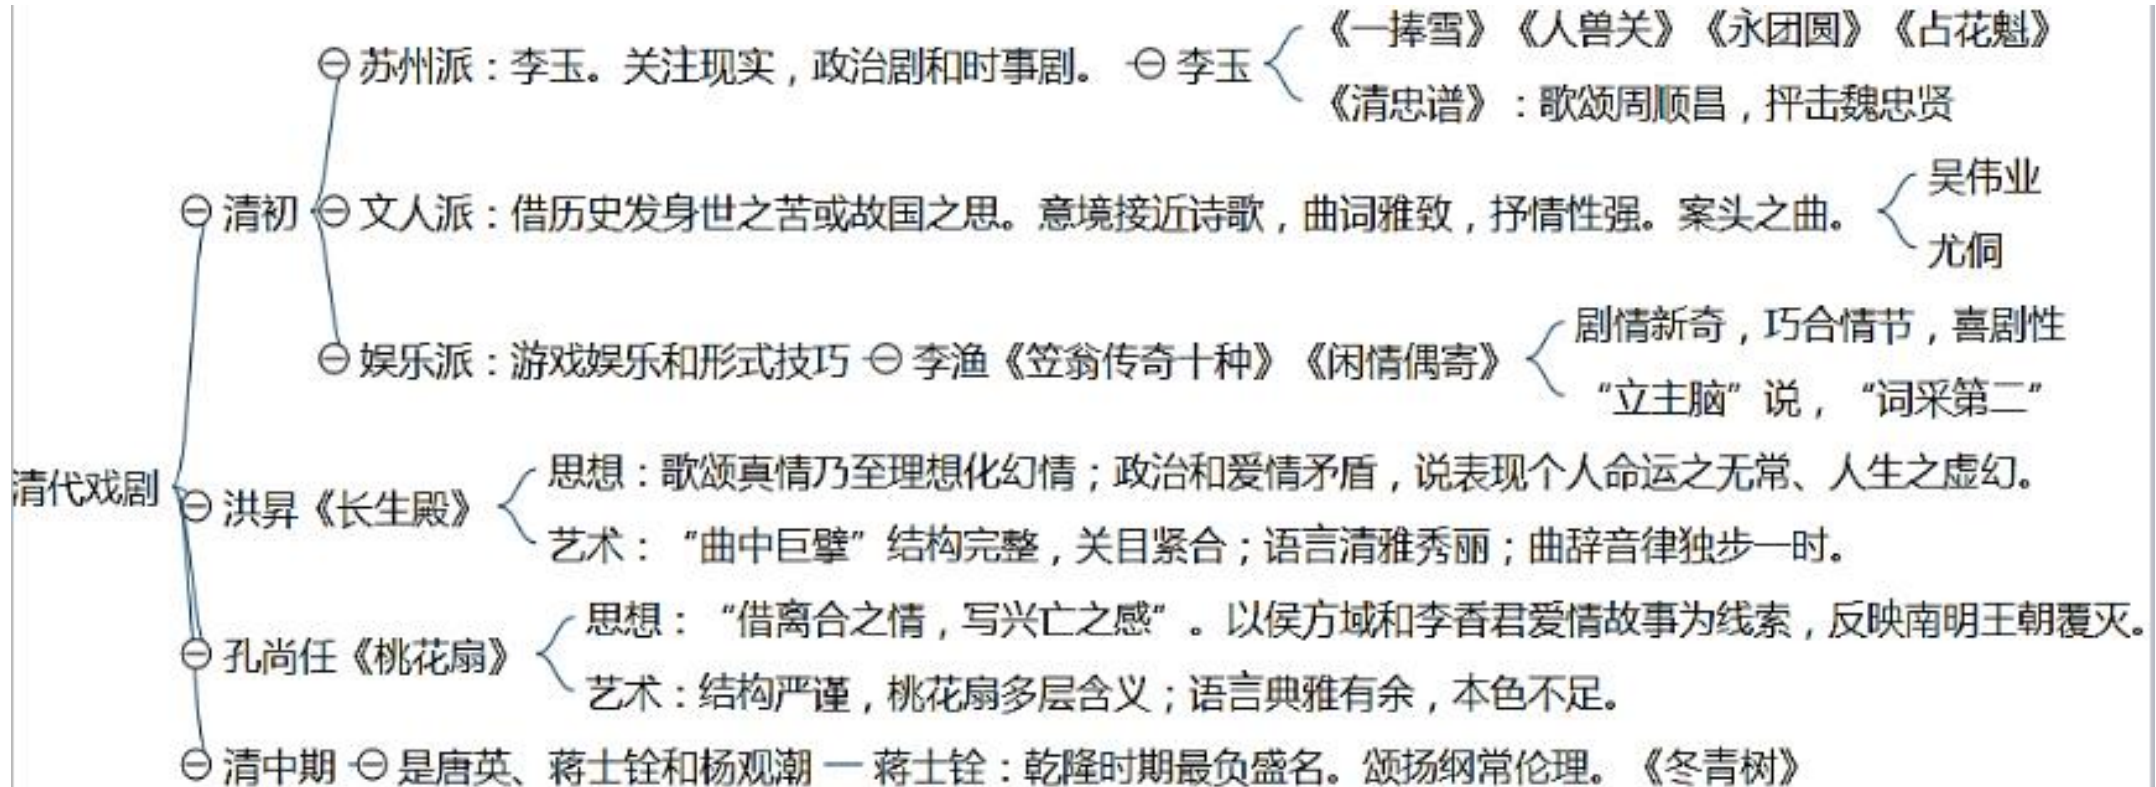 苏州派：李玉。关注现实，政治剧和时事剧。
李玉
《一捧雪》《人兽关》《永团圆》《占花魁》
《清忠谱》：歌颂周顺昌，抨击魏忠贤
清初
文人派：借历史发身世之苦或故国之思。意境接近诗歌，曲词雅致，抒情性强。案头之曲。
吴伟业
尤侗
娱乐派：游戏娱乐和形式技巧
李渔《笠翁传奇十种》《闲情偶寄》
剧情新奇，巧合情节，喜剧性
“立主脑”说，“词采第二”
清代戏剧
洪昇《长生殿》
思想：歌颂真情乃至理想化幻情；政治和爱情矛盾，说表现个人命运之无常、人生之虚幻。
艺术：“曲中巨擘”结构完整，关目紧合；语言清雅秀丽；曲辞音律独步一时。
孔尚任《桃花扇》
思想：“借离合之情，写兴亡之感”。以侯方域和李香君爱情故事为线索，反映南明王朝覆灭。
艺术：结构严谨，桃花扇多层含义；语言典雅有余，本色不足。
清中期
是唐英、蒋士铨和杨观潮
蒋士铨：乾隆时期最负盛名。颂扬纲常伦理。《冬青树》